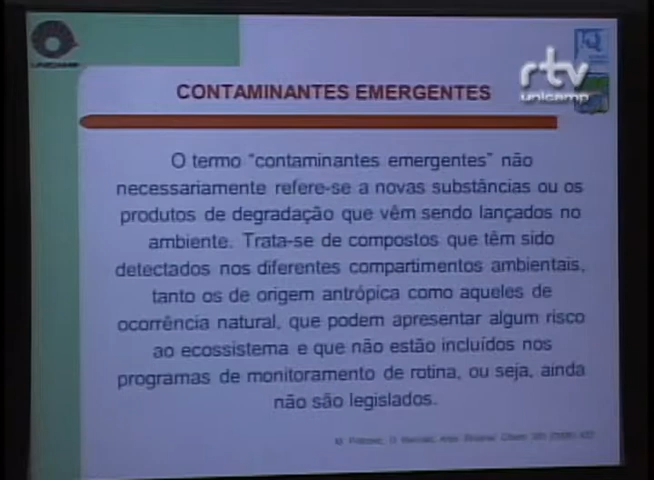 UNICAMP
rtv
unicamp
CONTAMINANTES EMERGENTES
O termo “contaminantes emergentes” não
necessariamente refere-se a novas substâncias ou os
produtos de degradação que vêm sendo lançados no
ambiente. Trata-se de compostos que têm sido
detectados nos diferentes compartimentos ambientais,
tanto os de origem antrópica como aqueles de
ocorrência natural, que podem apresentar algum risco
ao ecossistema e que não estão incluídos nos
programas de monitoramento de rotina, ou seja, ainda
não são legislados.